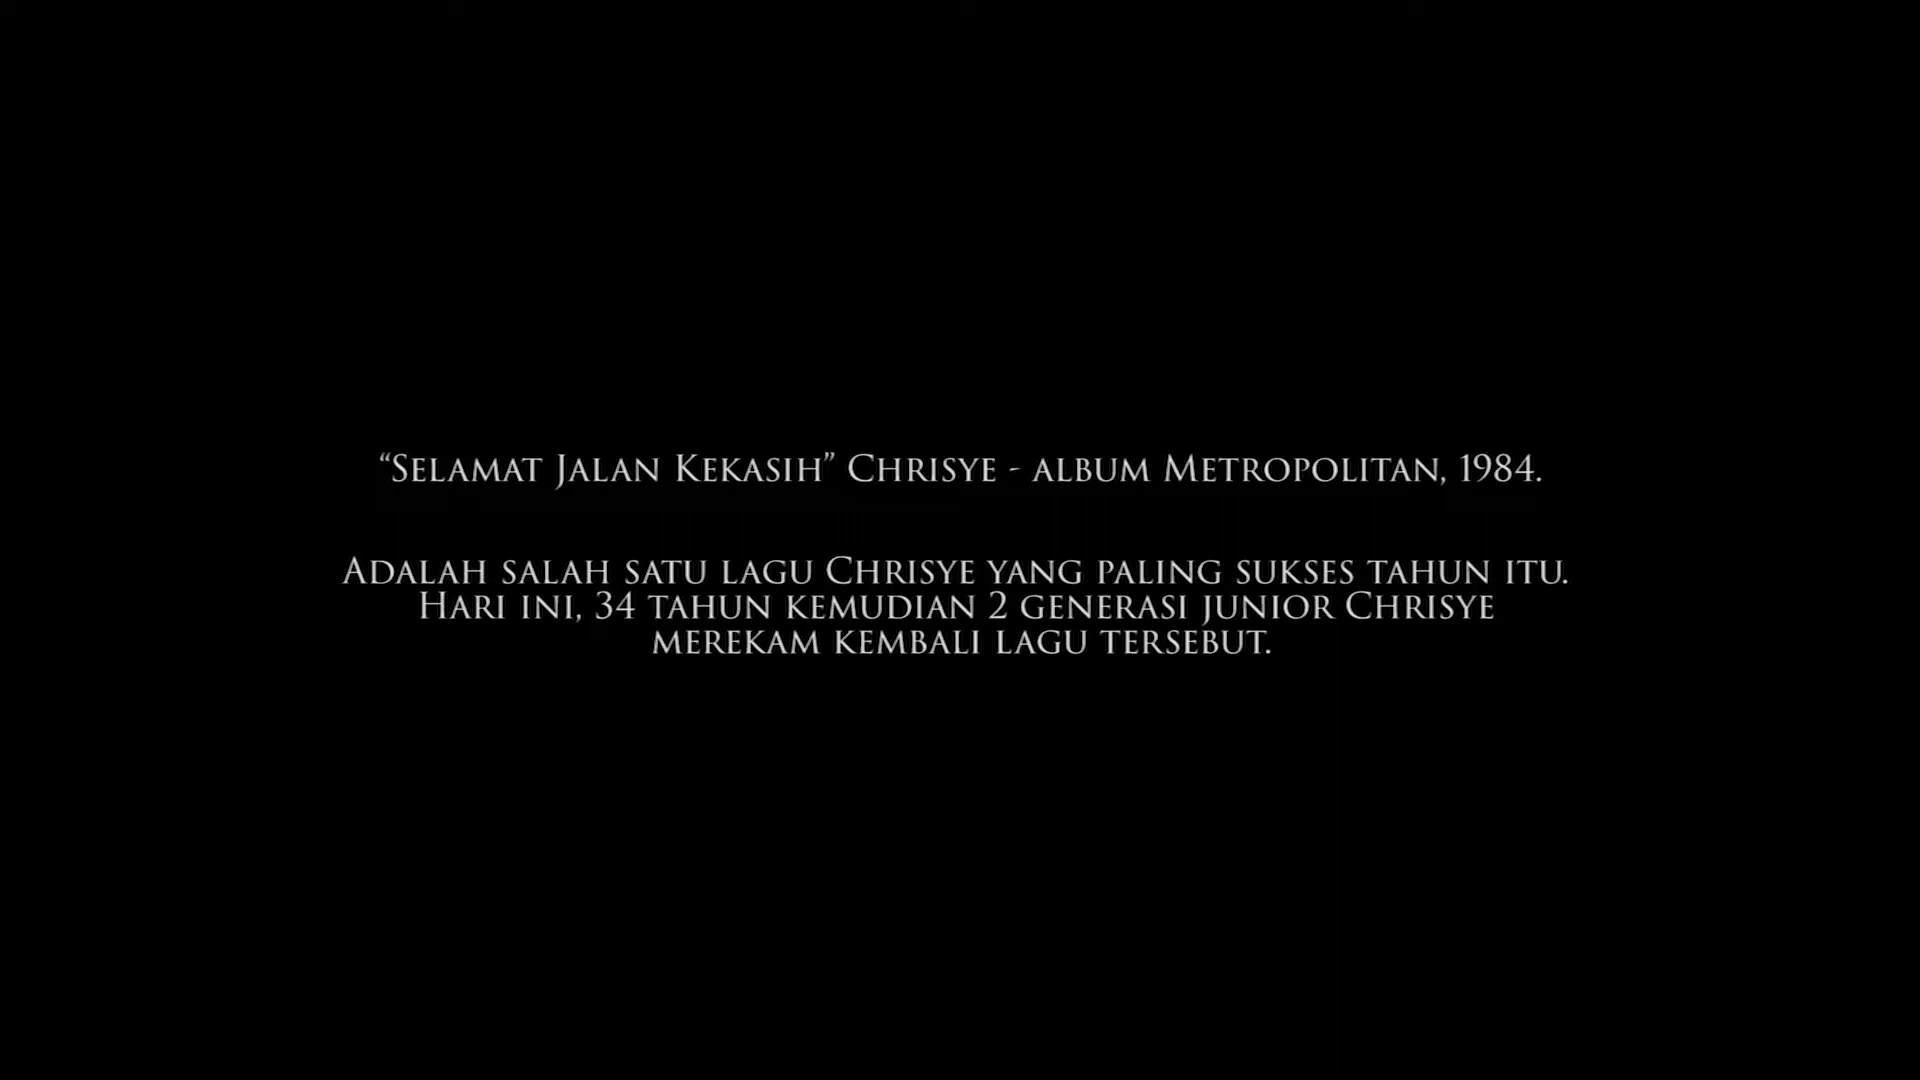 “Selamat Jalan Kekasih” Chrisye - album Metropolitan, 1984.
Adalah salah satu lagu Chrisye yang paling sukses tahun itu.
Hari ini, 34 tahun kemudian 2 generasi junior Chrisye
merekam kembali lagu tersebut.